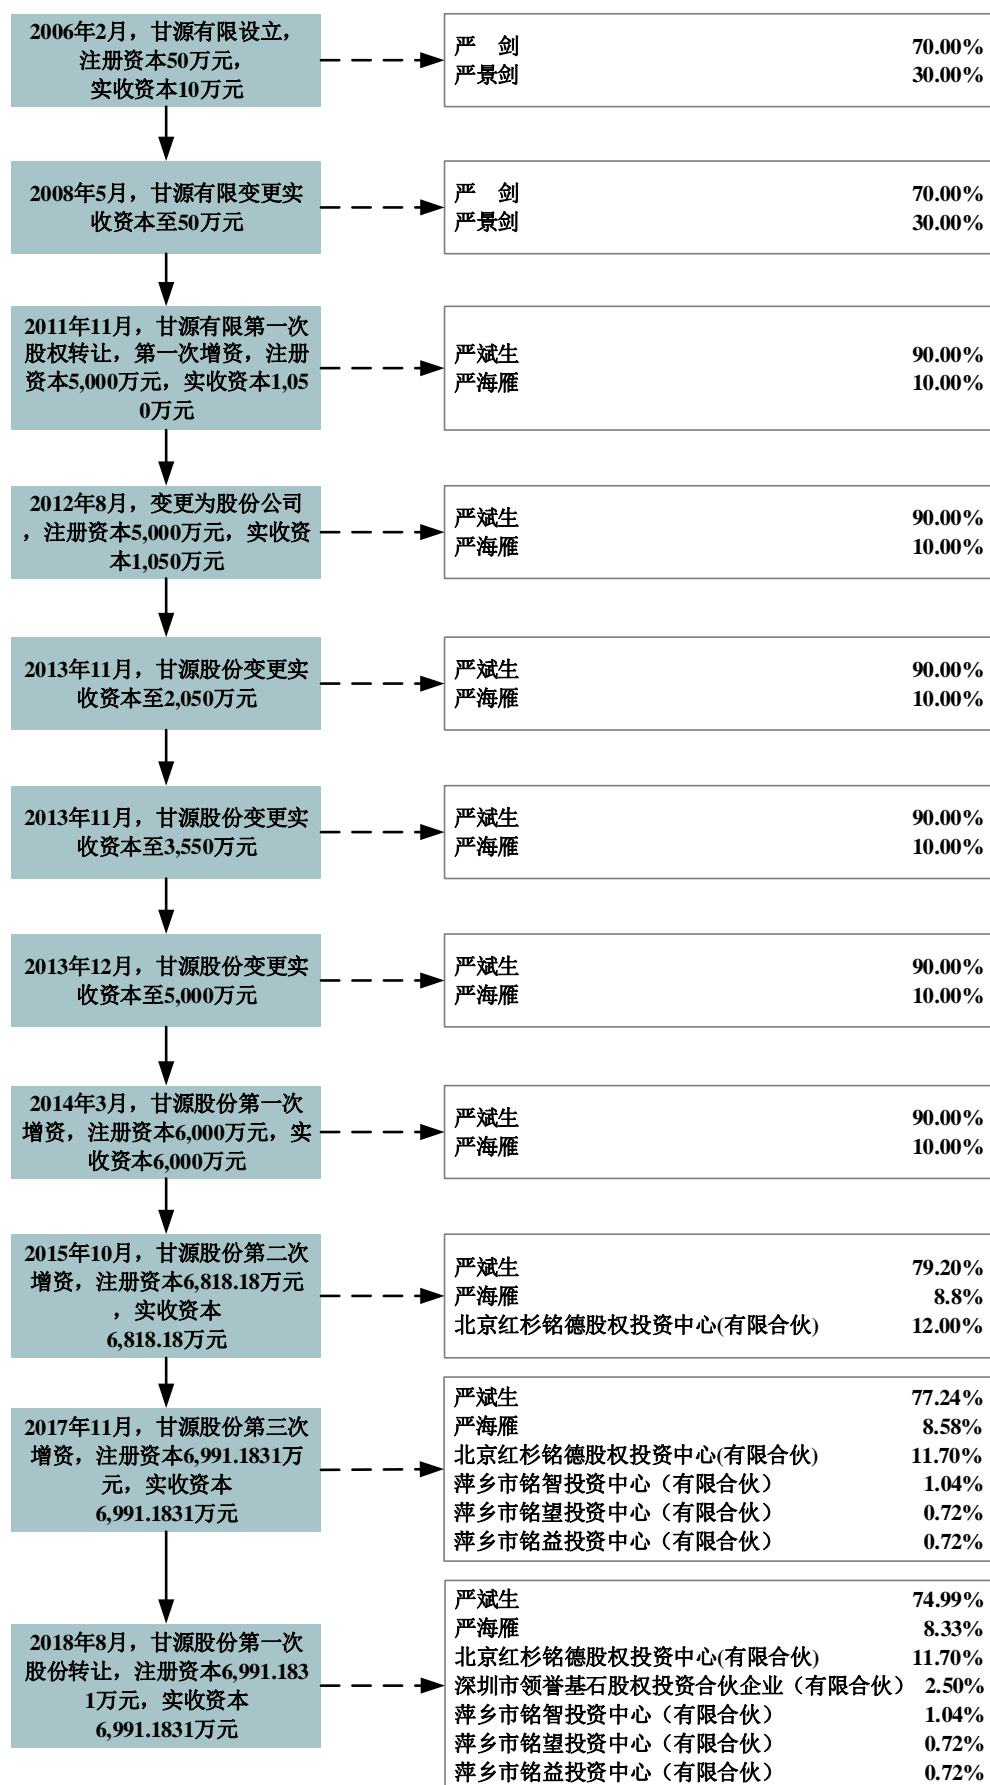 2006年2月，甘源有限设立，
注册资本50万元，
实收资本10万元
严　剑 70.00%
严景剑 30.00%
2008年5月，甘源有限变更实
收资本至50万元
严　剑 70.00%
严景剑 30.00%
2011年11月，甘源有限第一次
股权转让，第一次增资，注册
资本5,000万元，实收资本1,05
0万元
严斌生 90.00%
严海雁 10.00%
2012年8月，变更为股份公司
，注册资本5,000万元，实收资
本1,050万元
严斌生 90.00%
严海雁 10.00%
2013年11月，甘源股份变更实
收资本至2,050万元
严斌生 90.00%
严海雁 10.00%
2013年11月，甘源股份变更实
收资本至3,550万元
严斌生 90.00%
严海雁 10.00%
2013年12月，甘源股份变更实
收资本至5,000万元
严斌生 90.00%
严海雁 10.00%
2014年3月，甘源股份第一次
增资，注册资本6,000万元，实
收资本6,000万元
严斌生 90.00%
严海雁 10.00%
2015年10月，甘源股份第二次
增资，注册资本6,818.18万元
，实收资本
6,818.18万元
严斌生 79.20%
严海雁 8.8%
北京红杉铭德股权投资中心(有限合伙) 12.00%
2017年11月，甘源股份第三次
增资，注册资本6,991.1831万
元，实收资本
6,991.1831万元
严斌生 77.24%
严海雁 8.58%
北京红杉铭德股权投资中心(有限合伙) 11.70%
萍乡市铭智投资中心（有限合伙） 1.04%
萍乡市铭望投资中心（有限合伙） 0.72%
萍乡市铭益投资中心（有限合伙） 0.72%
2018年8月，甘源股份第一次
股份转让，注册资本6,991.183
1万元，实收资本
6,991.1831万元
严斌生 74.99%
严海雁 8.33%
北京红杉铭德股权投资中心(有限合伙) 11.70%
深圳市领誉基石股权投资合伙企业（有限合伙） 2.50%
萍乡市铭智投资中心（有限合伙） 1.04%
萍乡市铭望投资中心（有限合伙） 0.72%
萍乡市铭益投资中心（有限合伙） 0.72%